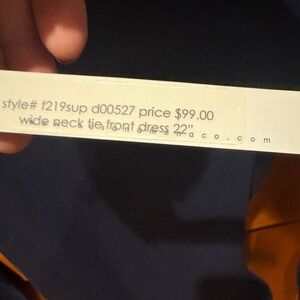 style# f219sup d00527 price $99.00
wide neck tie front dress 22"